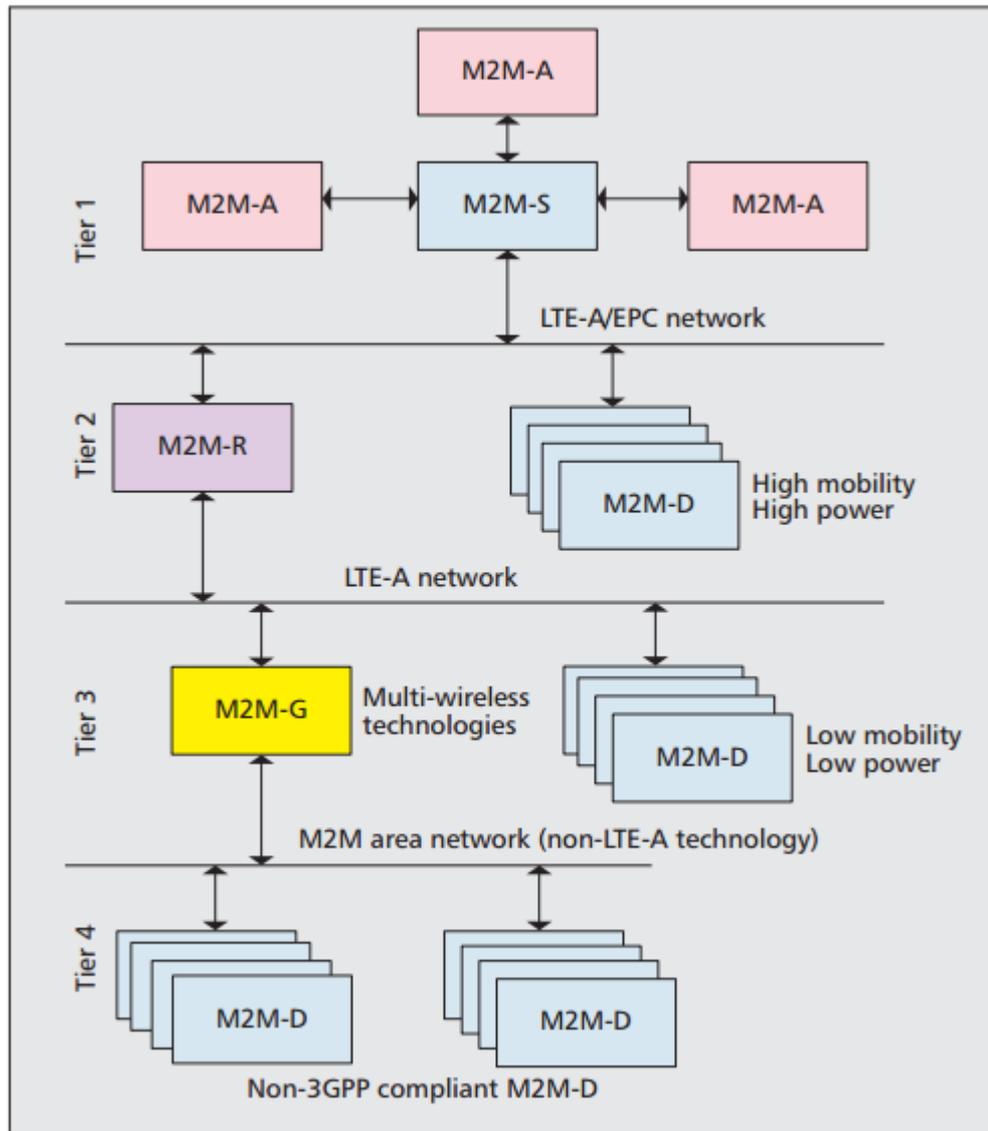 M2M-A
M2M-A
M2M-S
M2M-A
Tier 1
LTE-A/EPC network
Tier 2
M2M-R
M2M-D
High mobility
High power
LTE-A network
Tier 3
M2M-G
Multi-wireless
technologies
M2M-D
Low mobility
Low power
M2M area network (non-LTE-A technology)
Tier 4
M2M-D
M2M-D
Non-3GPP compliant M2M-D